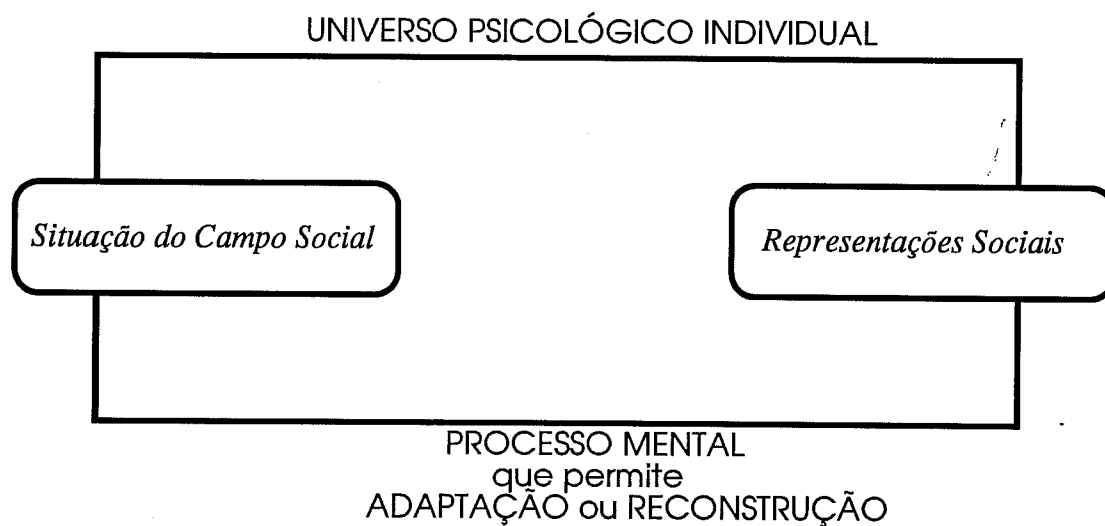 UNIVERSO PSICOLÓGICO INDIVIDUAL
Situação do Campo Social
Representações Sociais
PROCESSO MENTAL
que permite
ADAPTAÇÃO ou RECONSTRUÇÃO